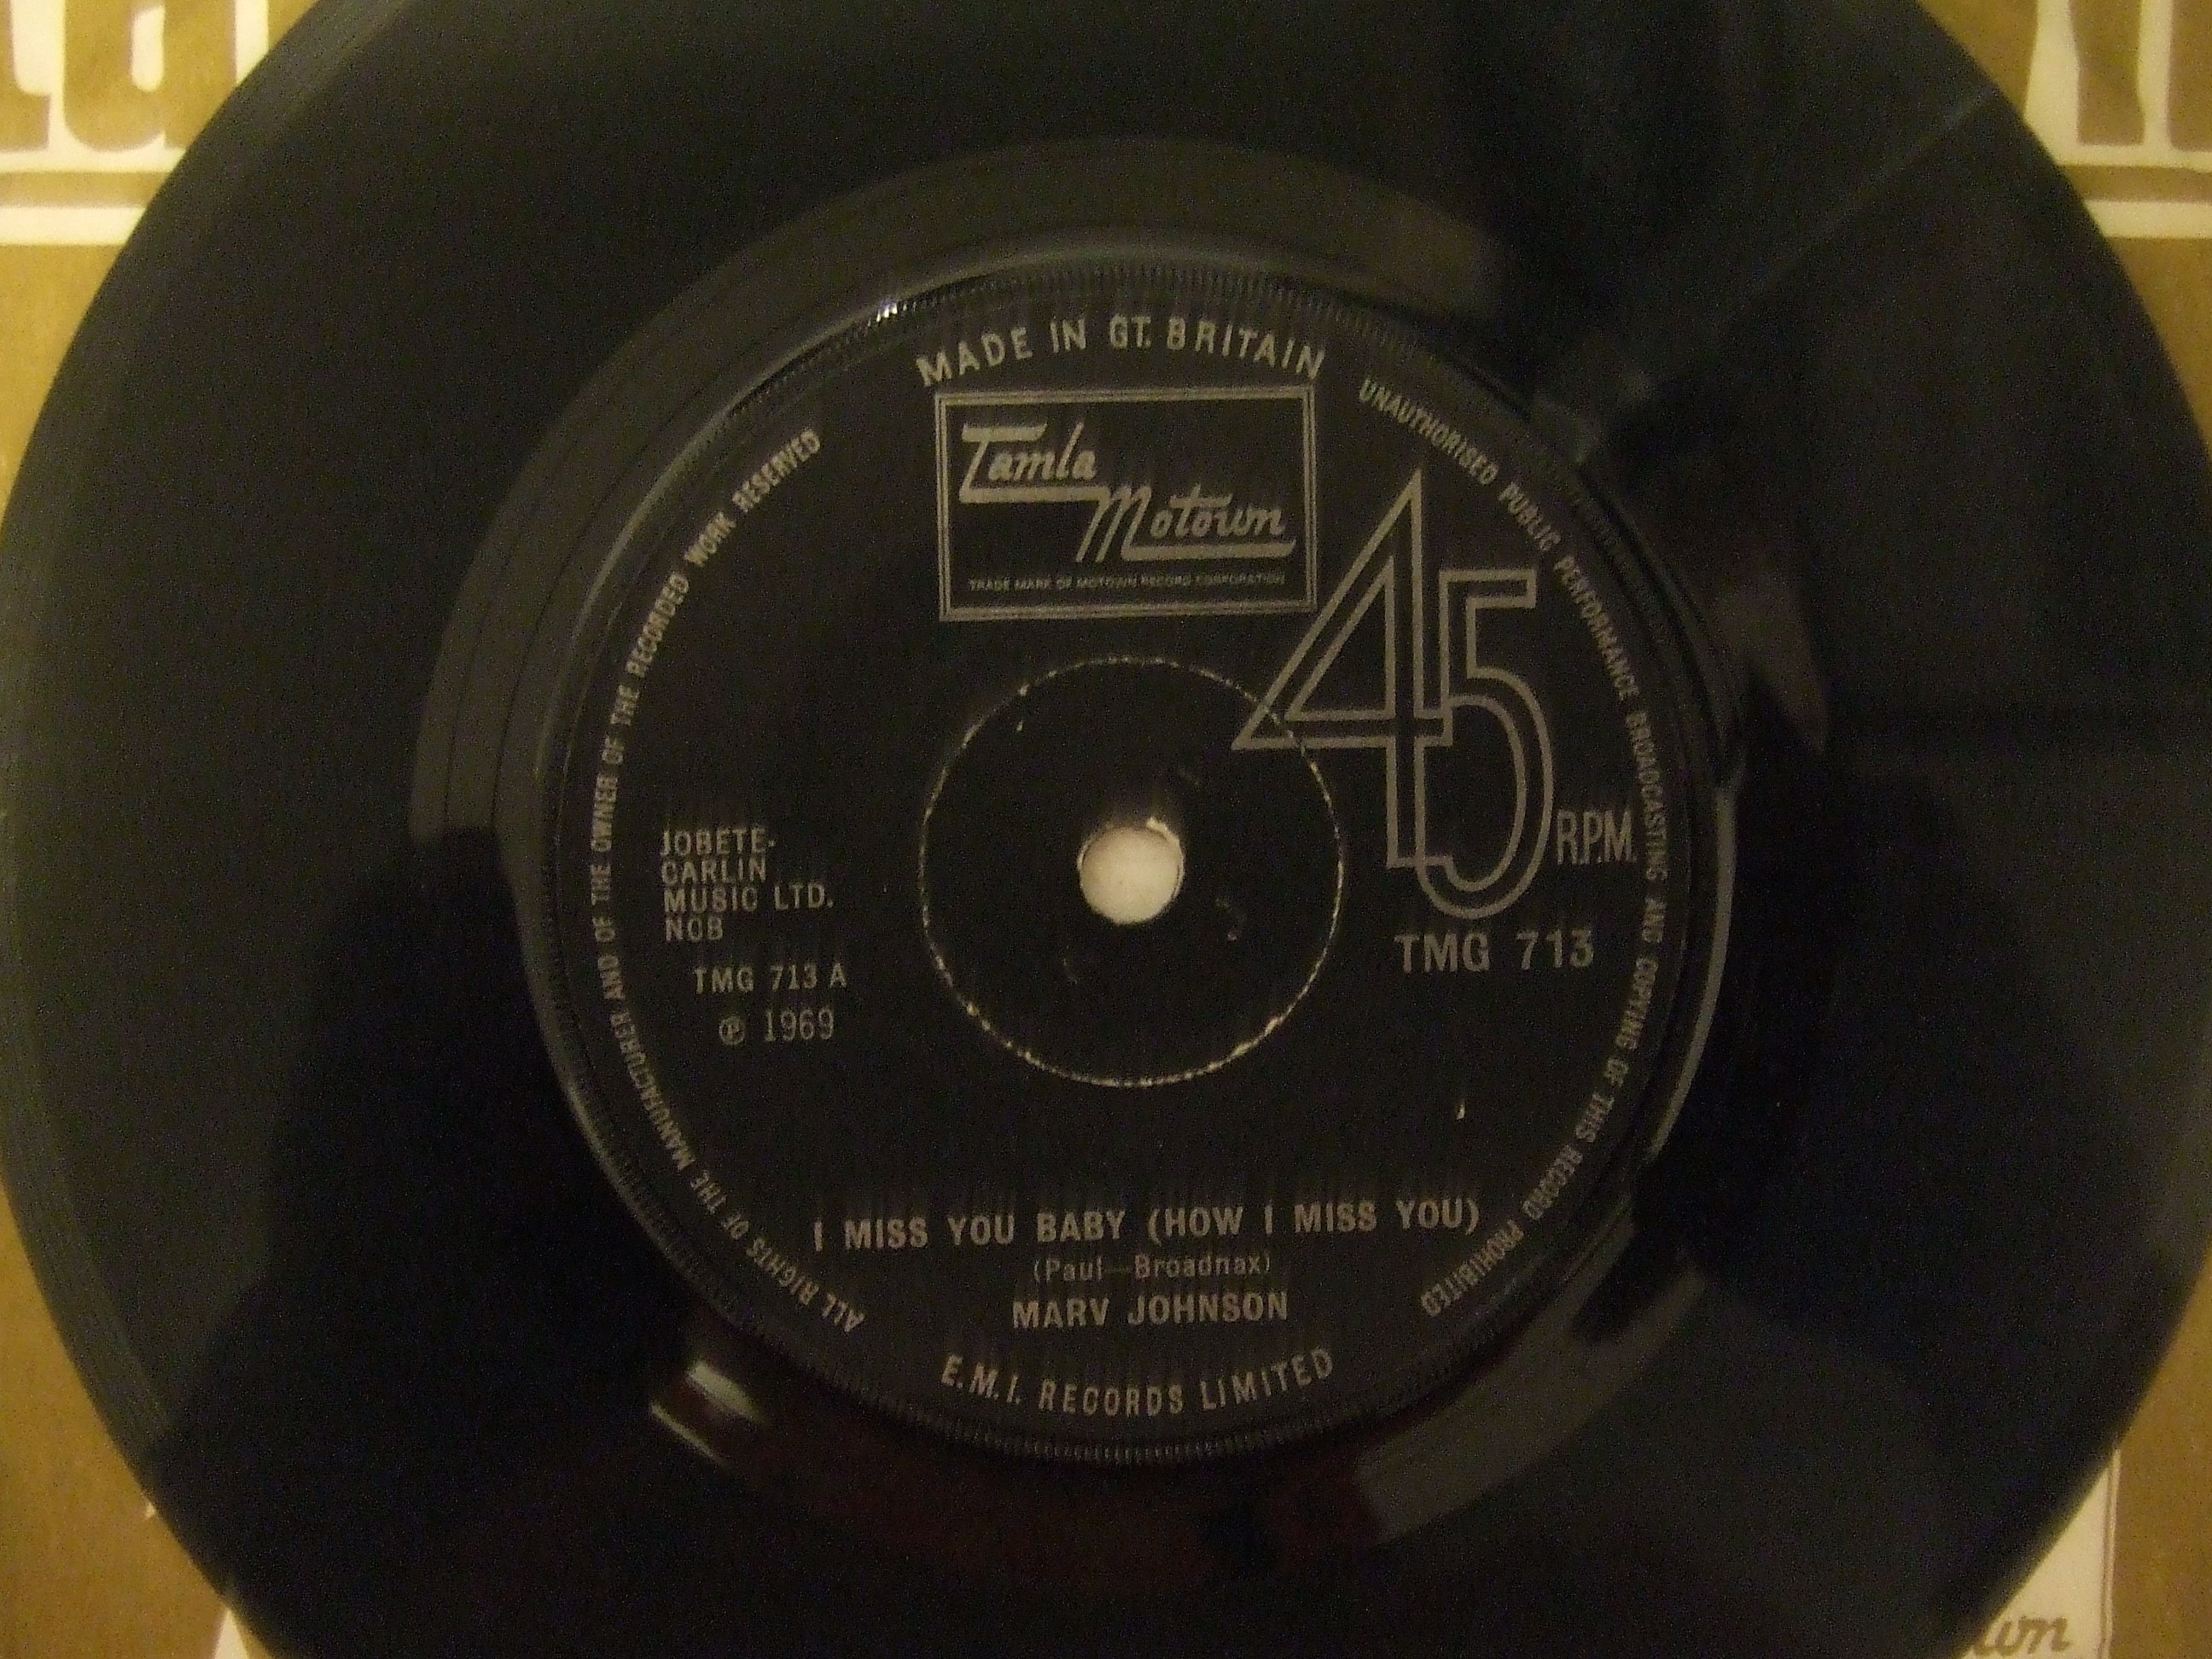 MADE IN GT. BRITAIN
Tamla
Motown
TRADE MARK OF MOTOWN RECORD CORPORATION
UNAUTHORISED PUBLIC PERFORMANCE BROADCASTING AND COPYING OF THIS RECORD PROHIBITED
ALL RIGHTS OF THE MANUFACTURER AND OF THE OWNER OF THE RECORDED WORK RESERVED
45
R.P.M.
JOBETE-
CARLIN
MUSIC LTD.
NCB
TMG 713 A
℗ 1969
TMG 713
I MISS YOU BABY (HOW I MISS YOU)
(Paul—Broadnax)
MARV JOHNSON
E.M.I. RECORDS LIMITED